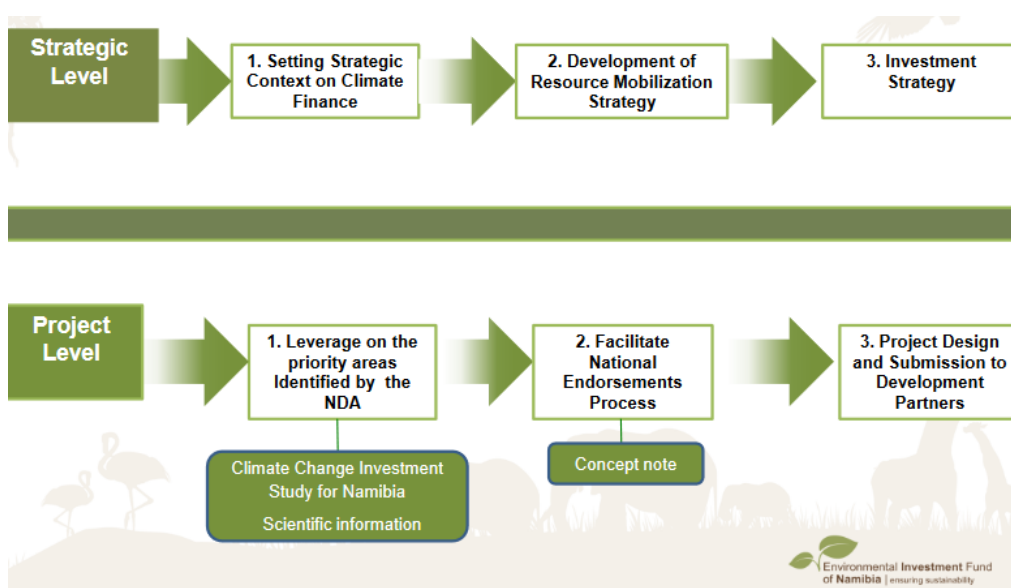 Strategic
Level
1. Setting Strategic
Context on Climate
Finance
2. Development of
Resource Mobilization
Strategy
3. Investment
Strategy
Project
Level
1. Leverage on the
priority areas
Identified by the
NDA
2. Facilitate
National
Endorsements
Process
3. Project Design
and Submission to
Development
Partners
Climate Change Investment
Study for Namibia
Scientific information
Concept note
Environmental Investment Fund
of Namibia | ensuring sustainability